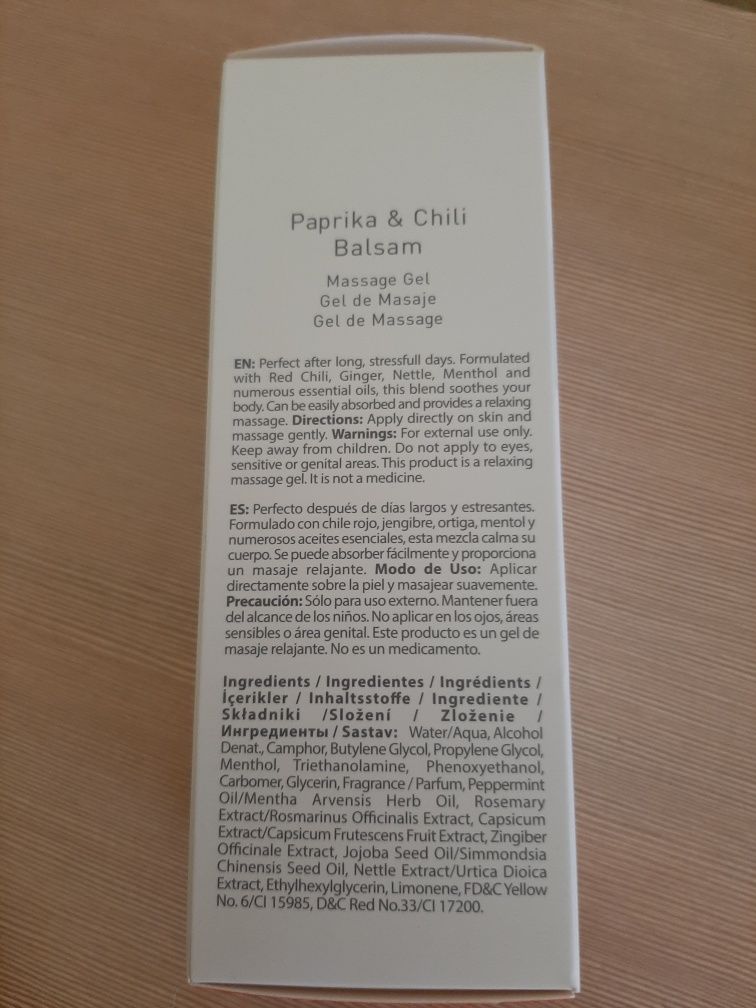 Paprika & Chili
Balsam
Massage Gel
Gel de Masaje
Gel de Massage
EN: Perfect after long, stressfull days. Formulated
with Red Chili, Ginger, Nettle, Menthol and
numerous essential oils, this blend soothes your
body. Can be easily absorbed and provides a relaxing
massage. Directions: Apply directly on skin and
massage gently. Warnings: For external use only.
Keep away from children. Do not apply to eyes,
sensitive or genital areas. This product is a relaxing
massage gel. It is not a medicine.
ES: Perfecto después de días largos y estresantes.
Formulado con chile rojo, jengibre, ortiga, mentol y
numerosos aceites esenciales, esta mezcla calma su
cuerpo. Se puede absorber fácilmente y proporciona
un masaje relajante. Modo de Uso: Aplicar
directamente sobre la piel y masajear suavemente.
Precaución: Sólo para uso externo. Mantener fuera
del alcance de los niños. No aplicar en los ojos, áreas
sensibles o área genital. Este producto es un gel de
masaje relajante. No es un medicamento.
Ingredients / Ingredientes / Ingrédients /
İçerikler / Inhaltsstoffe / Ingrediente /
Składniki /Složení / Zloženie /
Ингредиенты / Sastav: Water/Aqua, Alcohol
Denat., Camphor, Butylene Glycol, Propylene Glycol,
Menthol, Triethanolamine, Phenoxyethanol,
Carbomer, Glycerin, Fragrance / Parfum, Peppermint
Oil/Mentha Arvensis Herb Oil, Rosemary
Extract/Rosmarinus Officinalis Extract, Capsicum
Extract/Capsicum Frutescens Fruit Extract, Zingiber
Officinale Extract, Jojoba Seed Oil/Simmondsia
Chinensis Seed Oil, Nettle Extract/Urtica Dioica
Extract, Ethylhexylglycerin, Limonene, FD&C Yellow
No. 6/CI 15985, D&C Red No.33/CI 17200.